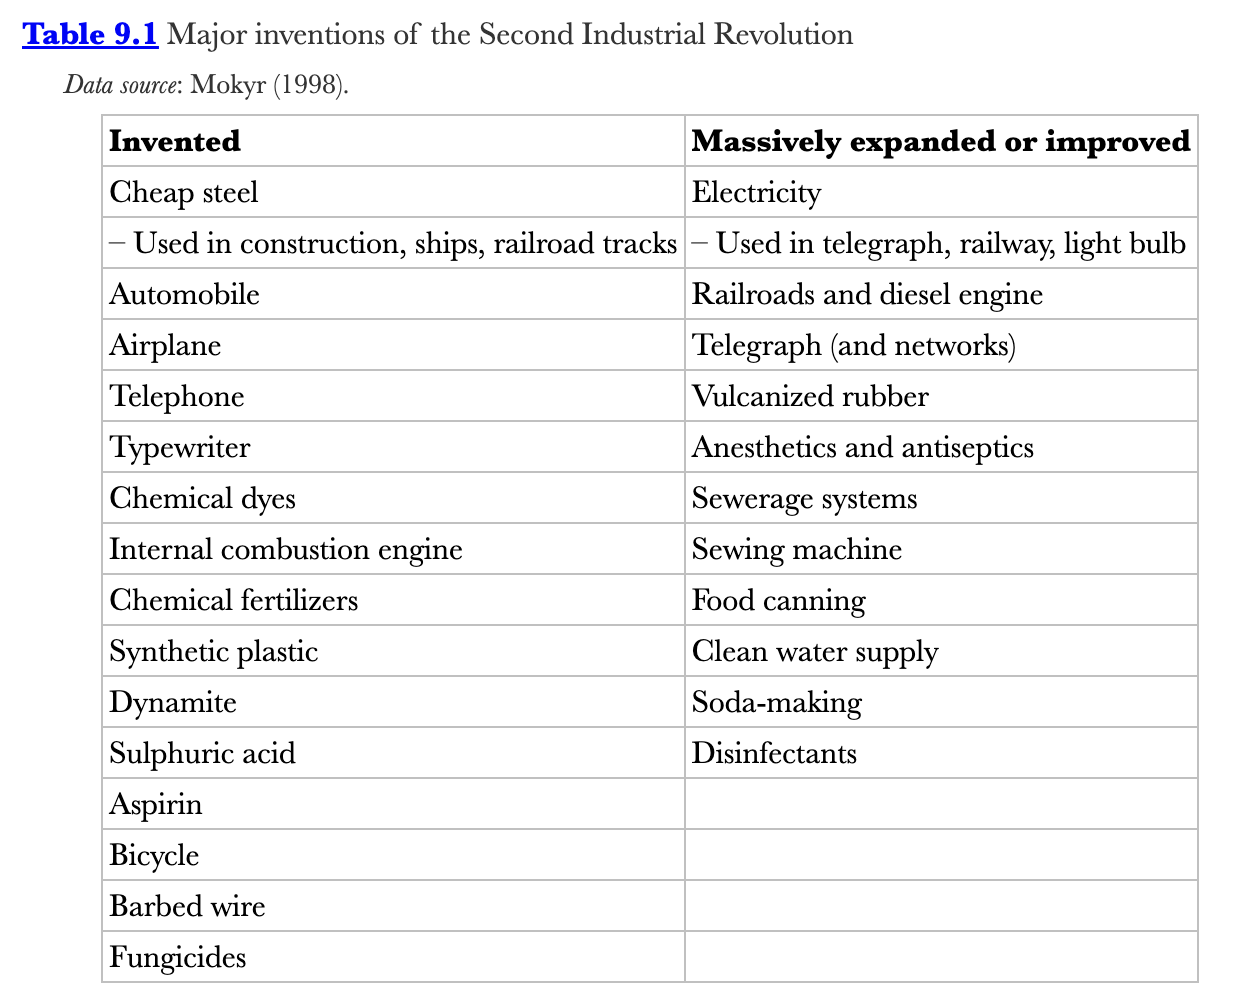 Table 9.1 Major inventions of the Second Industrial Revolution
Data source: Mokyr (1998).
Invented Massively expanded or improved
Cheap steel Electricity
– Used in construction, ships, railroad tracks – Used in telegraph, railway, light bulb
Automobile Railroads and diesel engine
Airplane Telegraph (and networks)
Telephone Vulcanized rubber
Typewriter Anesthetics and antiseptics
Chemical dyes Sewerage systems
Internal combustion engine Sewing machine
Chemical fertilizers Food canning
Synthetic plastic Clean water supply
Dynamite Soda-making
Sulphuric acid Disinfectants
Aspirin
Bicycle
Barbed wire
Fungicides